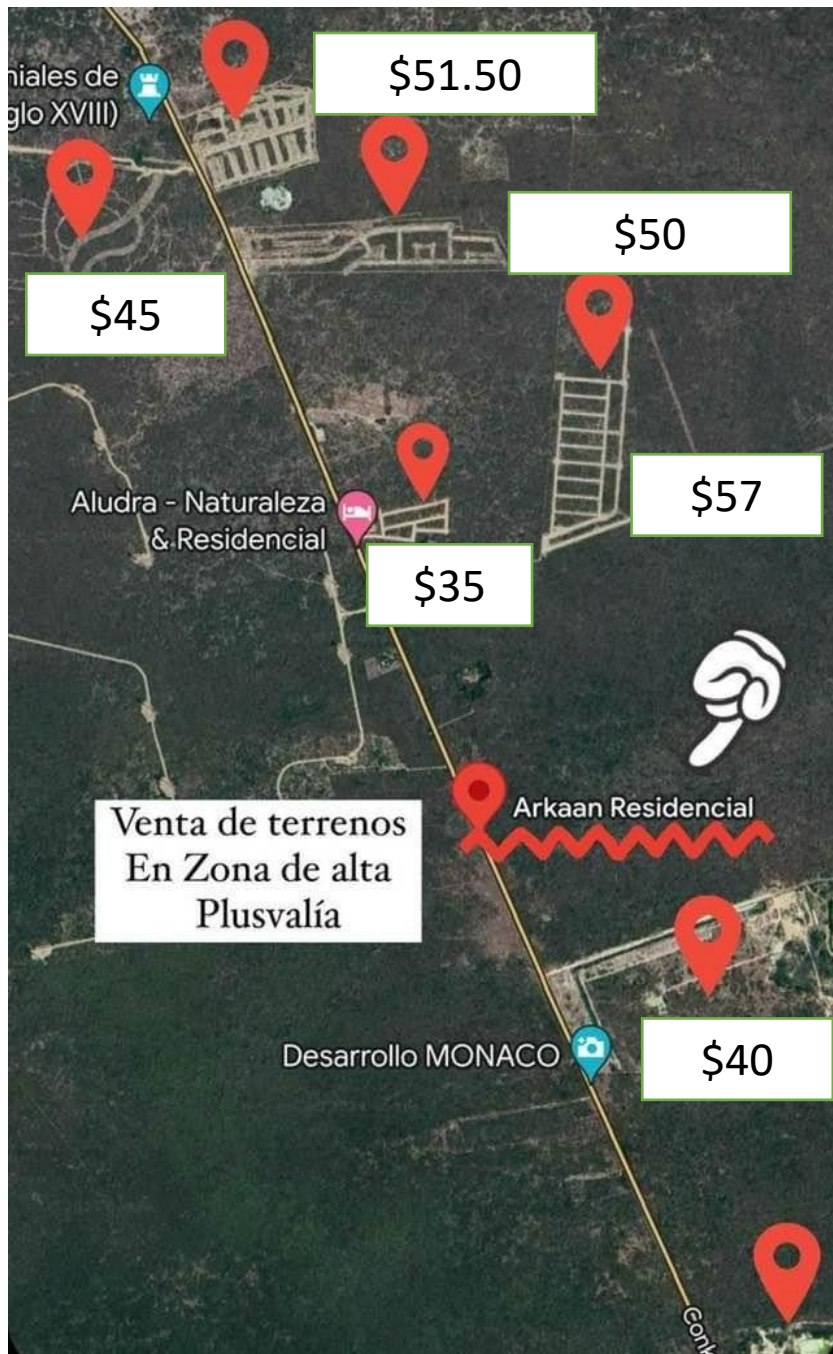 niales de
glo XVIII)
$51.50
$50
$45
Aludra - Naturaleza
& Residencial
$57
$35
Arkaan Residencial
Venta de terrenos
En Zona de alta
Plusvalía
Desarrollo MONACO
$40
Conk